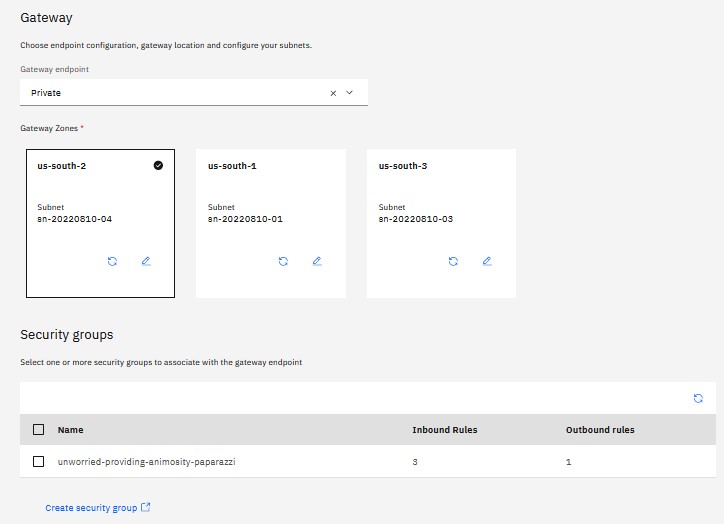 Gateway
Choose endpoint configuration, gateway location and configure your subnets.
Gateway endpoint
Private
Gateway Zones *
us-south-2
Subnet
sn-20220810-04
us-south-1
Subnet
sn-20220810-01
us-south-3
Subnet
sn-20220810-03
Security groups
Select one or more security groups to associate with the gateway endpoint
Name Inbound Rules Outbound rules
unworried-providing-animosity-paparazzi 3 1
Create security group